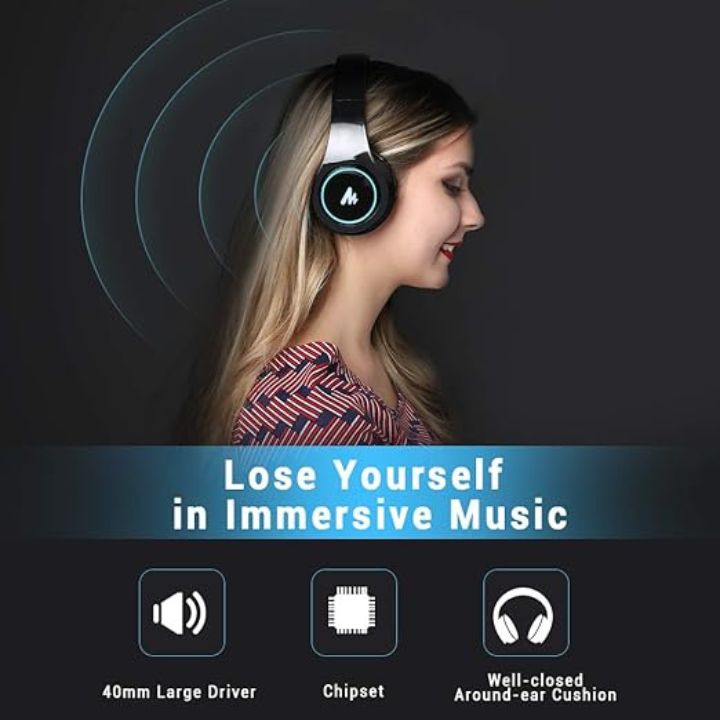 Lose Yourself
in Immersive Music
40mm Large Driver
Chipset
Well-closed
Around-ear Cushion